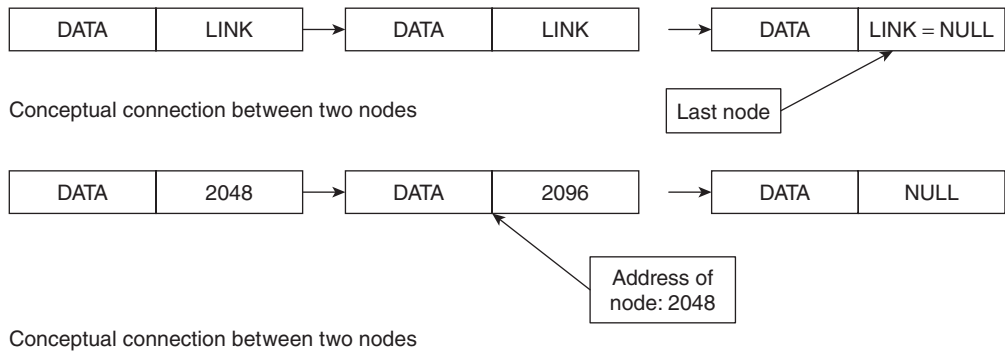 DATA LINK DATA LINK DATA LINK = NULL
Conceptual connection between two nodes
Last node
DATA 2048 DATA 2096 DATA NULL
Address of
node: 2048
Conceptual connection between two nodes